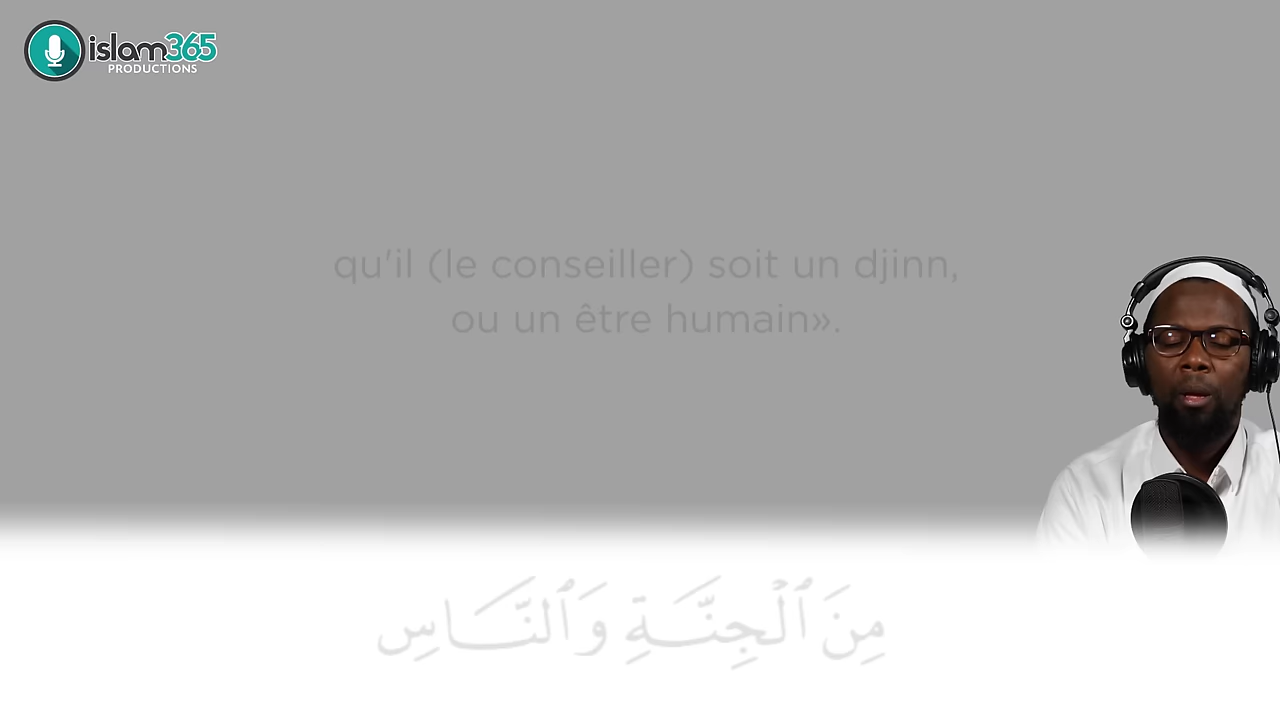 islam365
PRODUCTIONS
qu'il (le conseiller) soit un djinn,
ou un être humain».
مِنَ ٱلْجِنَّةِ وَٱلنَّاسِ